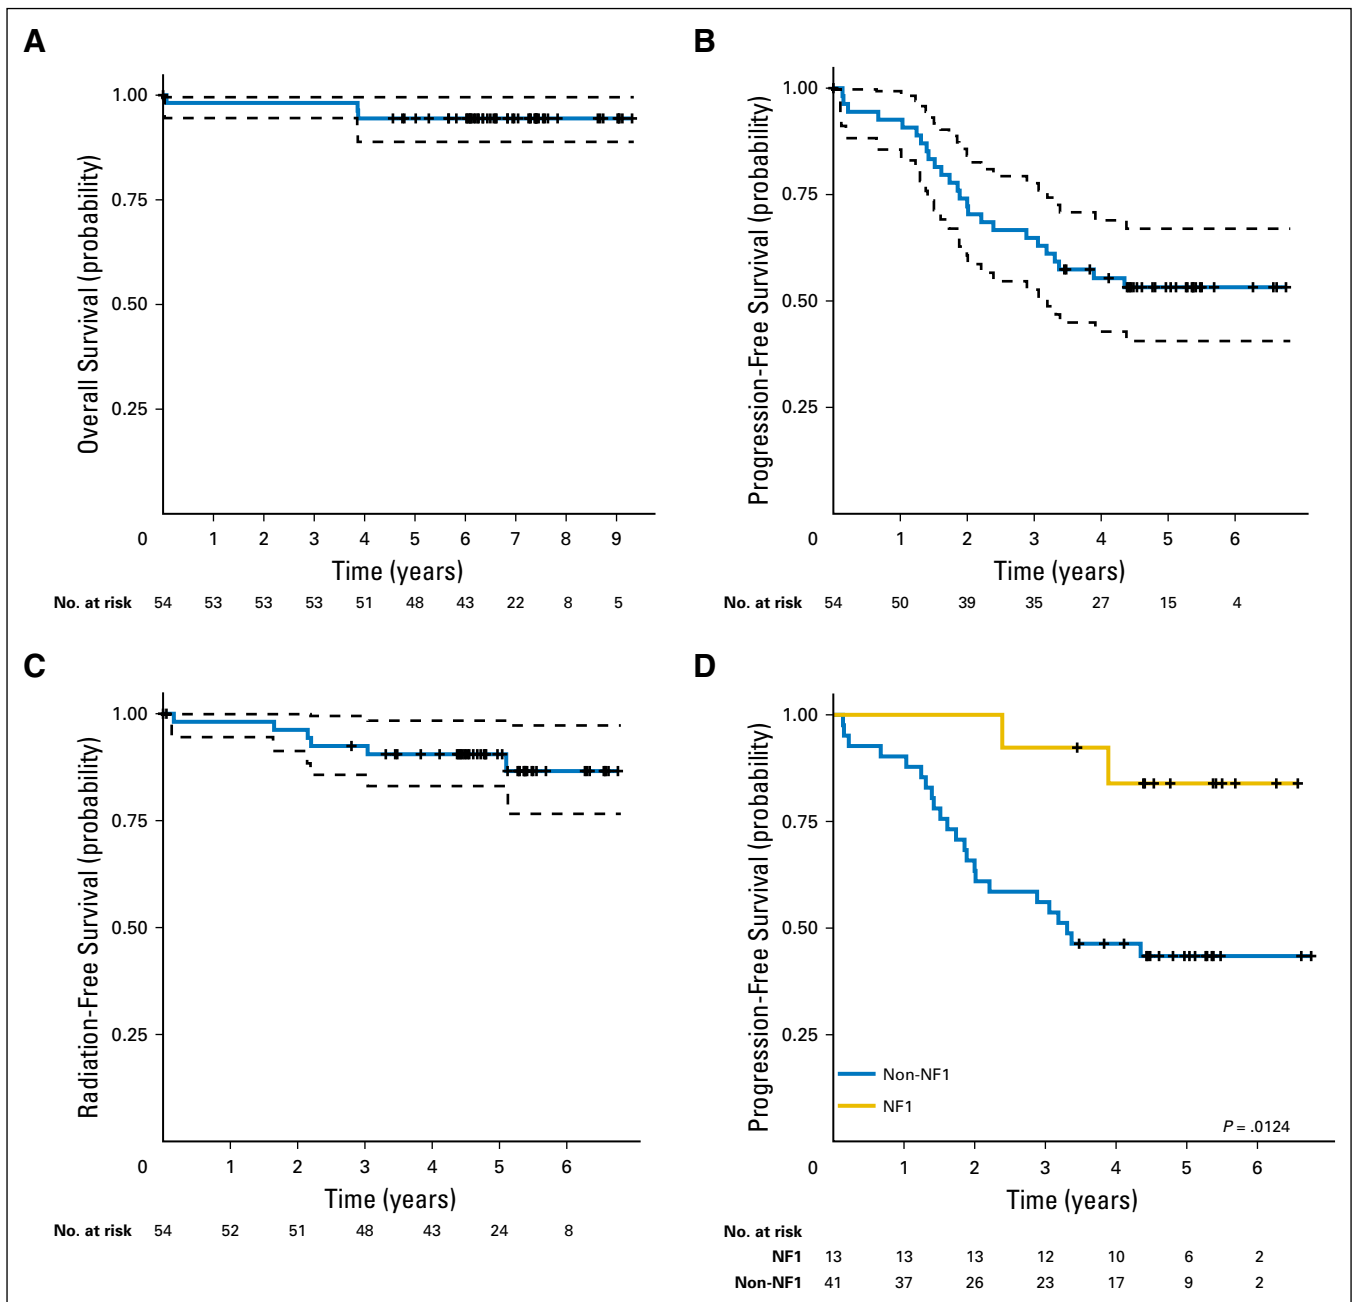 A
Overall Survival (probability)
1.00
0.75
0.50
0.25
0 1 2 3 4 5 6 7 8 9
Time (years)
No. at risk 54 53 53 53 51 48 43 22 8 5
B
Progression-Free Survival (probability)
1.00
0.75
0.50
0.25
0 1 2 3 4 5 6
Time (years)
No. at risk 54 50 39 35 27 15 4
C
Radiation-Free Survival (probability)
1.00
0.75
0.50
0.25
0 1 2 3 4 5 6
Time (years)
No. at risk 54 52 51 48 43 24 8
D
Progression-Free Survival (probability)
1.00
0.75
0.50
0.25
Non-NF1
NF1
P = .0124
0 1 2 3 4 5 6
Time (years)
No. at risk
NF1 13 13 13 12 10 6 2
Non-NF1 41 37 26 23 17 9 2